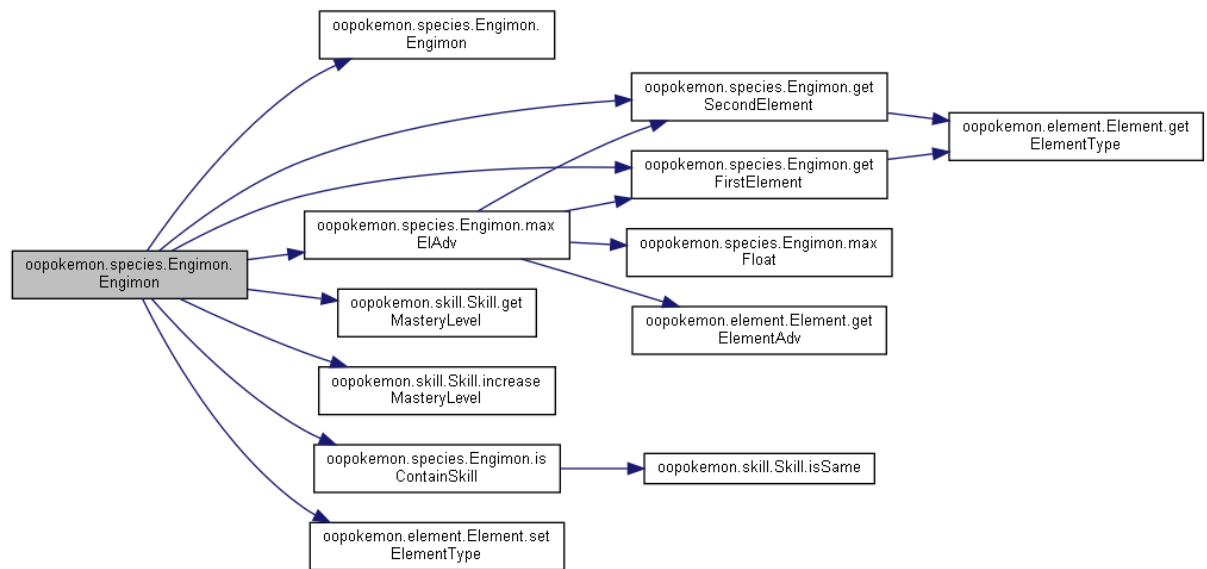 oopokemon.species.Engimon.
Engimon
oopokemon.species.Engimon.
Engimon
oopokemon.species.Engimon.max
ElAdv
oopokemon.skill.Skill.get
MasteryLevel
oopokemon.skill.Skill.increase
MasteryLevel
oopokemon.species.Engimon.is
ContainSkill
oopokemon.element.Element.set
ElementType
oopokemon.species.Engimon.get
SecondElement
oopokemon.species.Engimon.get
FirstElement
oopokemon.species.Engimon.max
Float
oopokemon.element.Element.get
ElementAdv
oopokemon.skill.Skill.isSame
oopokemon.element.Element.get
ElementType